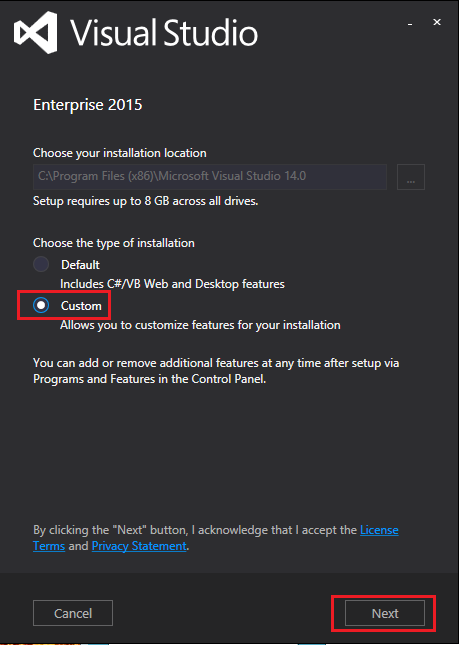 Visual Studio
Enterprise 2015
Choose your installation location
C:\Program Files (x86)\Microsoft Visual Studio 14.0
...
Setup requires up to 8 GB across all drives.
Choose the type of installation
Default
Includes C#/VB Web and Desktop features
Custom
Allows you to customize features for your installation
You can add or remove additional features at any time after setup via
Programs and Features in the Control Panel.
By clicking the "Next" button, I acknowledge that I accept the License
Terms and Privacy Statement.
Cancel
Next